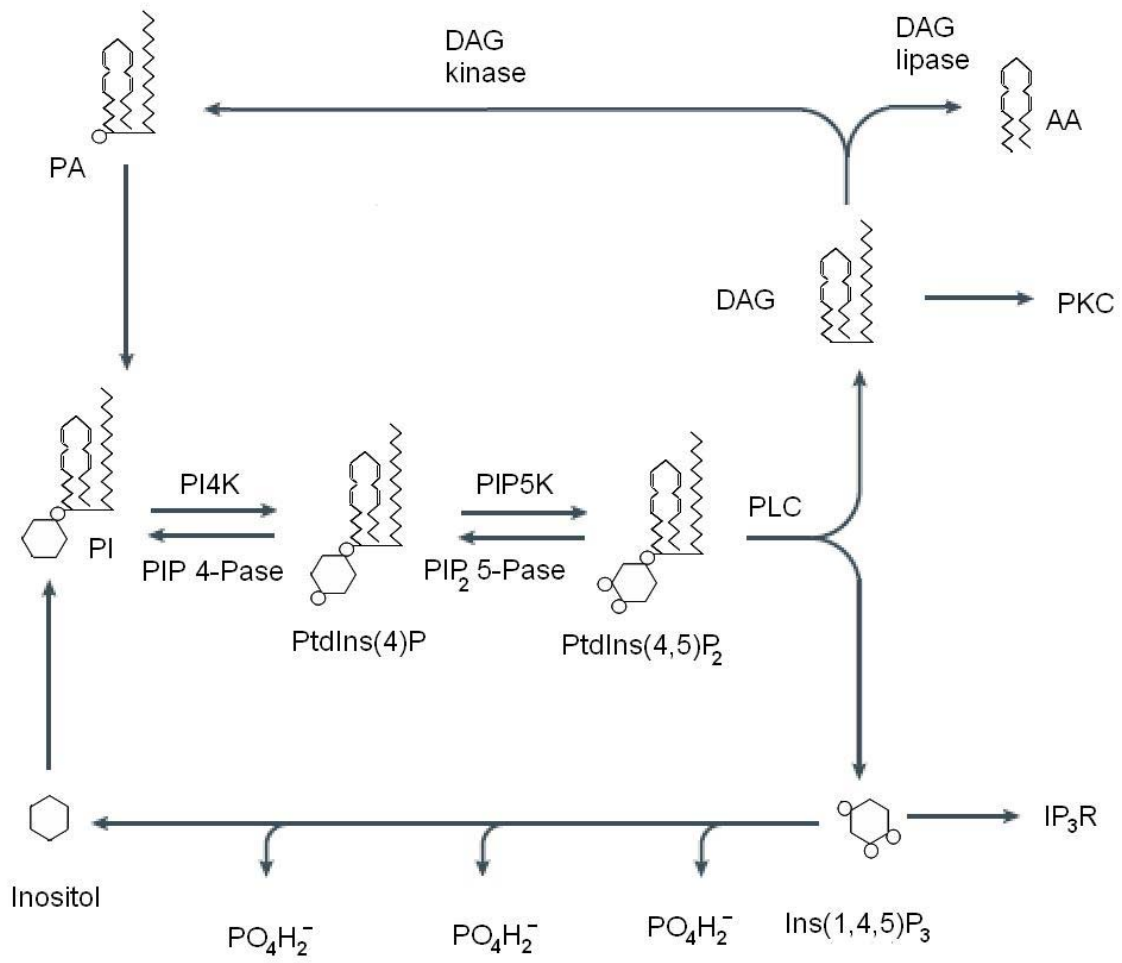 DAG
kinase
DAG
lipase
AA
PA
DAG
PKC
PI4K
PIP5K
PLC
PI
PIP 4-Pase
PIP₂ 5-Pase
PtdIns(4)P
PtdIns(4,5)P₂
IP₃R
Inositol
PO₄H₂⁻
PO₄H₂⁻
PO₄H₂⁻
Ins(1,4,5)P₃